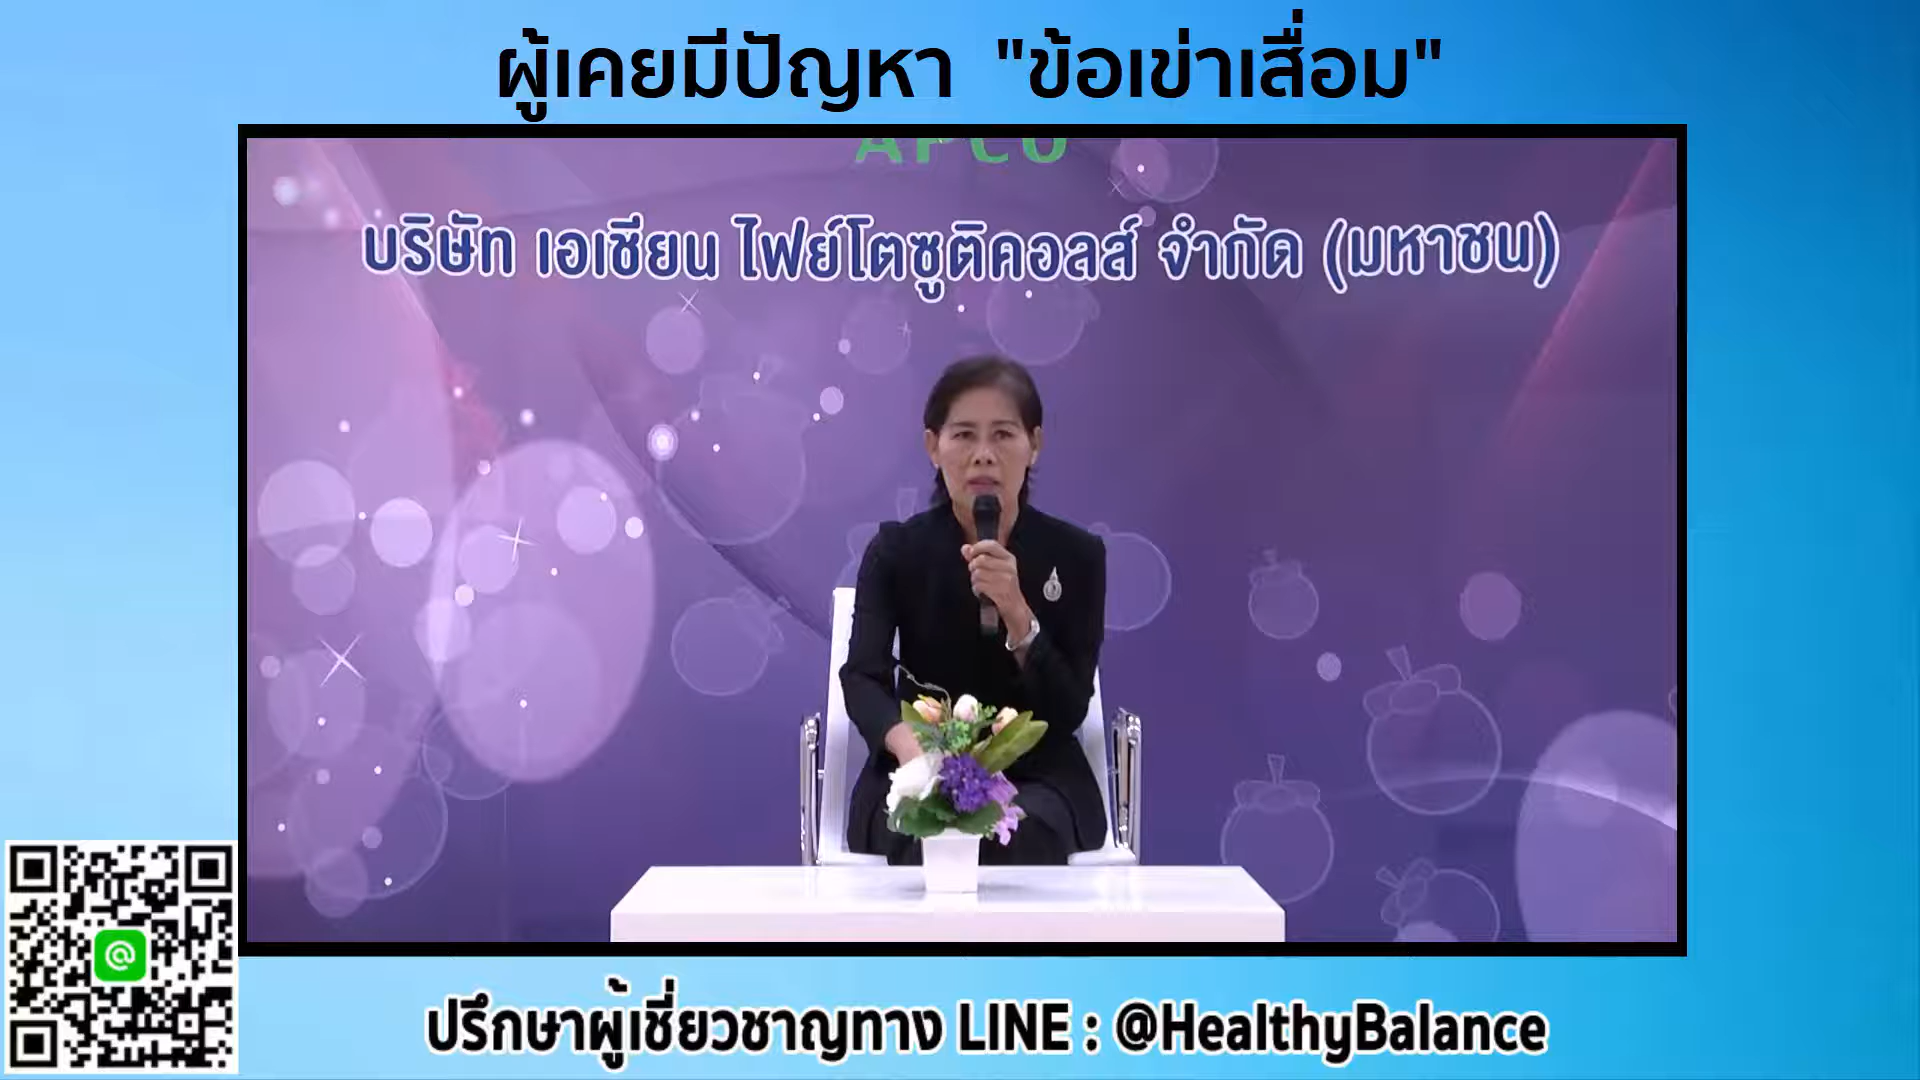 ผู้เคยมีปัญหา "ข้อเข่าเสื่อม"
APCO
บริษัท เอเชียน ไฟย์โตซูติคอลส์ จำกัด (มหาชน)
ปรึกษาผู้เชี่ยวชาญทาง LINE : @HealthyBalance